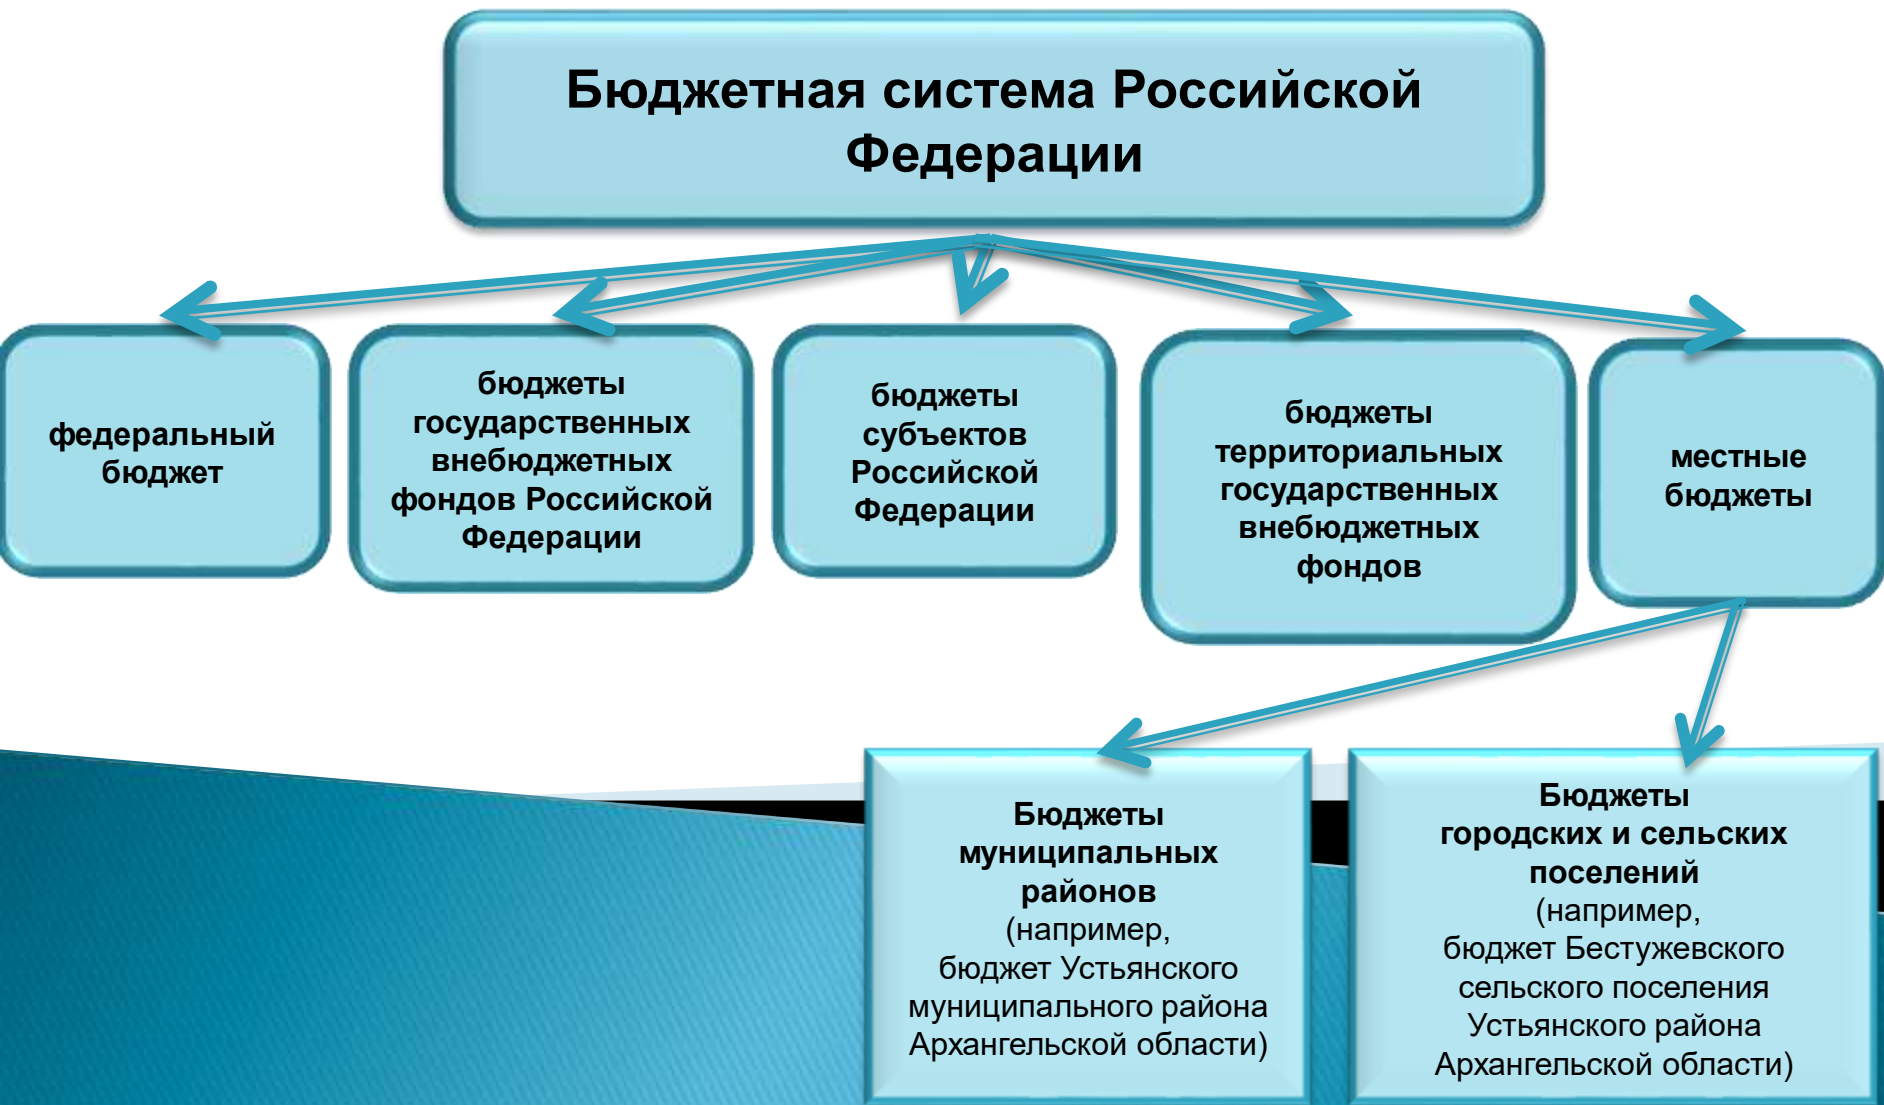 Бюджетная система Российской
Федерации
федеральный
бюджет
бюджеты
государственных
внебюджетных
фондов Российской
Федерации
бюджеты
субъектов
Российской
Федерации
бюджеты
территориальных
государственных
внебюджетных
фондов
местные
бюджеты
Бюджеты
муниципальных
районов
(например,
бюджет Устьянского
муниципального района
Архангельской области)
Бюджеты
городских и сельских
поселений
(например,
бюджет Бестужевского
сельского поселения
Устьянского района
Архангельской области)